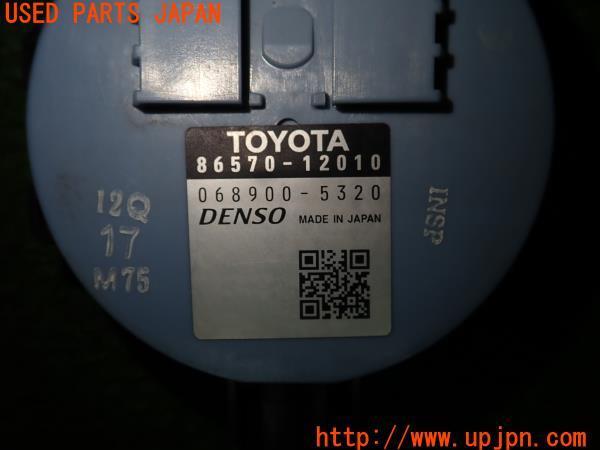 USED PARTS JAPAN
TOYOTA
86570-12010
068900-5320
DENSO MADE IN JAPAN
12Q
17
M75
INSP
http://www.upjpn.com